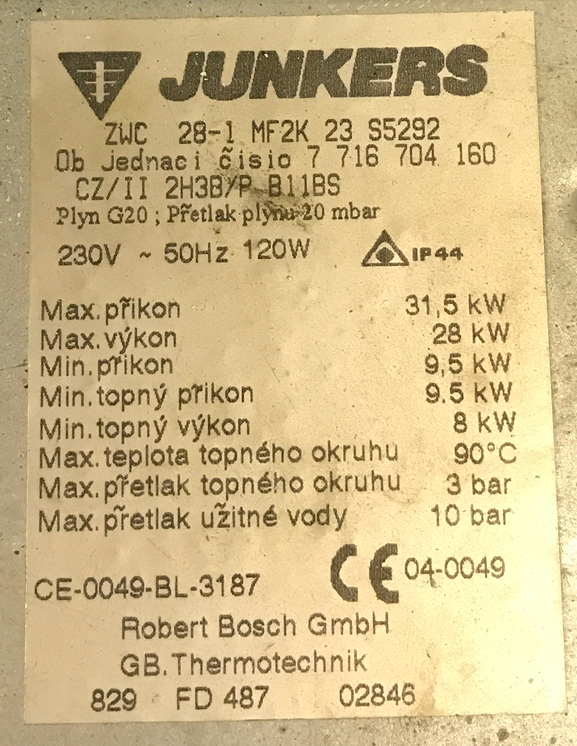 JUNKERS
ZWC 28-1 MF2K 23 S5292
Ob jednaci čislo 7 716 704 160
CZ/II 2H3B/P B11BS
Plyn G20 ; Přetlak plynu 20 mbar
230V ~ 50Hz 120W IP44
Max.přikon 31,5 kW
Max.výkon 28 kW
Min.přikon 9,5 kW
Min.topný přikon 9.5 kW
Min.topný výkon 8 kW
Max.teplota topného okruhu 90°C
Max.přetlak topného okruhu 3 bar
Max.přetlak užitné vody 10 bar
CE-0049-BL-3187 CE 04-0049
Robert Bosch GmbH
GB.Thermotechnik
829 FD 487 02846